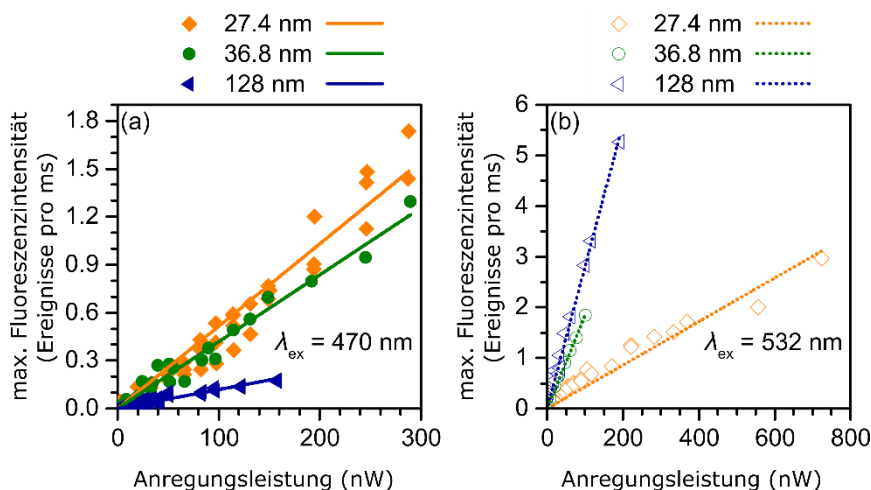 27.4 nm
36.8 nm
128 nm
27.4 nm
36.8 nm
128 nm
(a)
max. Fluoreszenzintensität
(Ereignisse pro ms)
1.8
1.5
1.2
0.9
0.6
0.3
0.0
λex = 470 nm
0 100 200 300
Anregungsleistung (nW)
(b)
max. Fluoreszenzintensität
(Ereignisse pro ms)
6
5
4
3
2
1
0
λex = 532 nm
0 200 400 600 800
Anregungsleistung (nW)